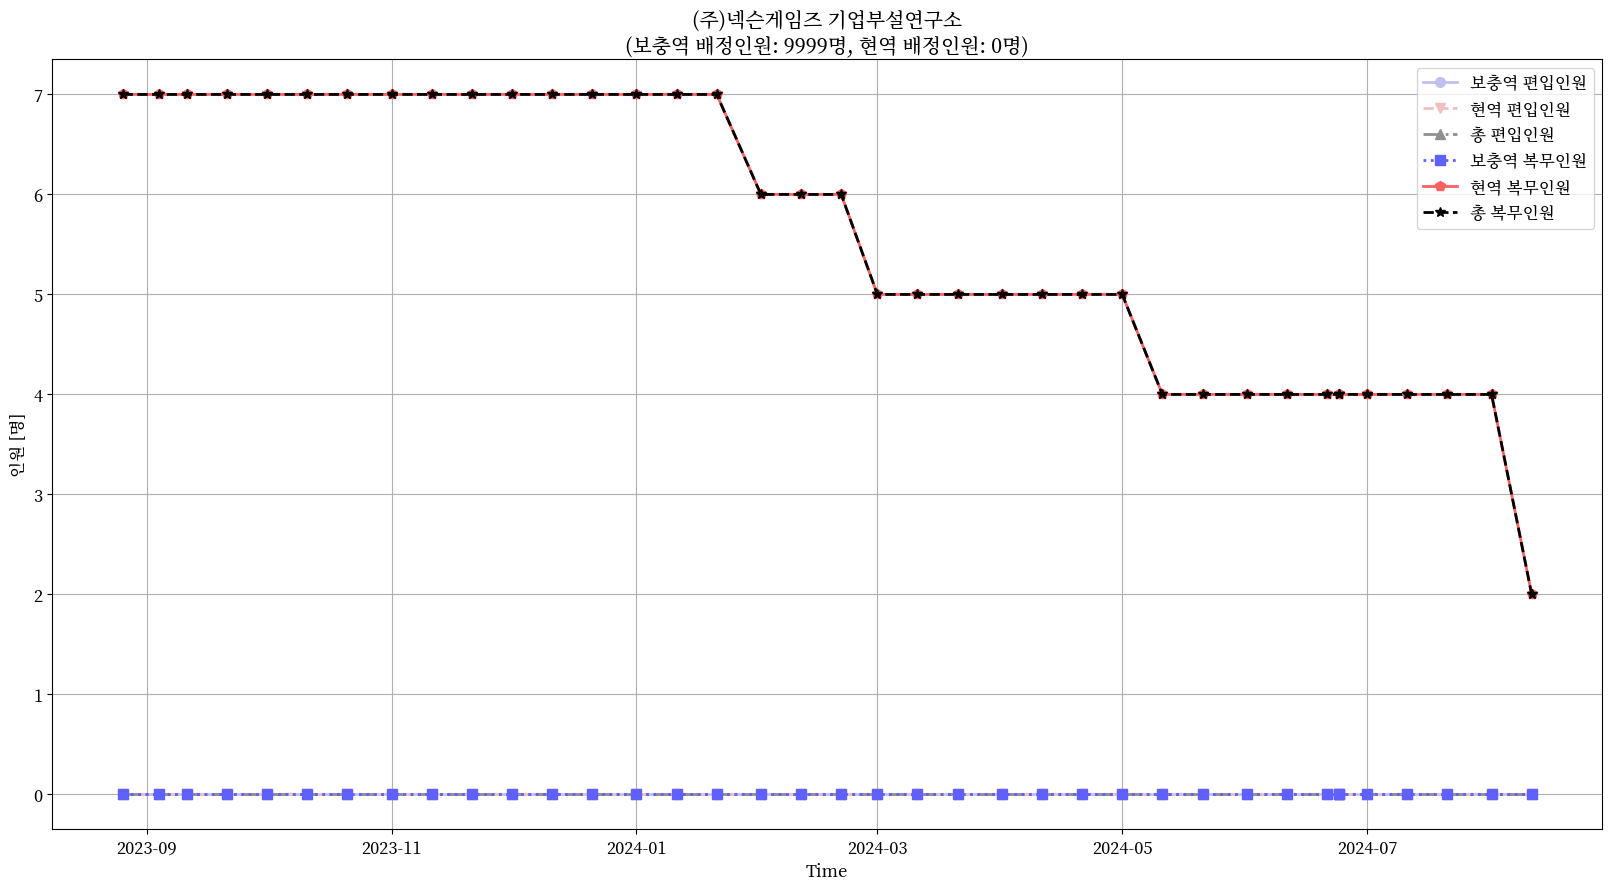 (주)넥슨게임즈 기업부설연구소
(보충역 배정인원: 9999명, 현역 배정인원: 0명)
보충역 편입인원
현역 편입인원
총 편입인원
보충역 복무인원
현역 복무인원
총 복무인원
인원 [명]
7
6
5
4
3
2
1
0
2023-09
2023-11
2024-01
2024-03
2024-05
2024-07
Time